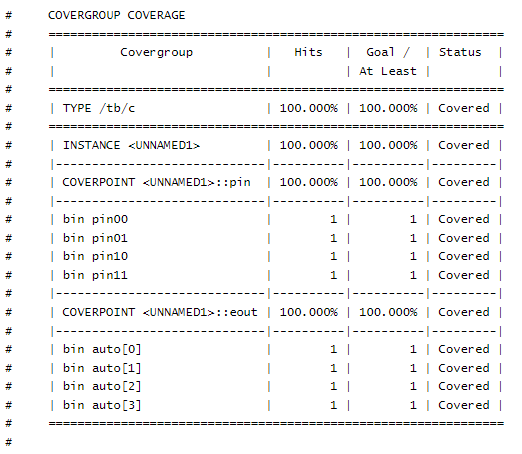 #     COVERGROUP COVERAGE
#     ===============================================================
#     |         Covergroup          |   Hits  |  Goal / | Status  |
#     |                             |         | At Least |         |
#     ===============================================================
#     | TYPE /tb/c                  | 100.000% | 100.000% | Covered |
#     ===============================================================
#     | INSTANCE <UNNAMED1>         | 100.000% | 100.000% | Covered |
#     |-----------------------------|---------|----------|---------|
#     | COVERPOINT <UNNAMED1>::pin  | 100.000% | 100.000% | Covered |
#     |-----------------------------|---------|----------|---------|
#     | bin pin00                   |       1 |        1 | Covered |
#     | bin pin01                   |       1 |        1 | Covered |
#     | bin pin10                   |       1 |        1 | Covered |
#     | bin pin11                   |       1 |        1 | Covered |
#     |-----------------------------|---------|----------|---------|
#     | COVERPOINT <UNNAMED1>::eout | 100.000% | 100.000% | Covered |
#     |-----------------------------|---------|----------|---------|
#     | bin auto[0]                 |       1 |        1 | Covered |
#     | bin auto[1]                 |       1 |        1 | Covered |
#     | bin auto[2]                 |       1 |        1 | Covered |
#     | bin auto[3]                 |       1 |        1 | Covered |
#     ===============================================================
#